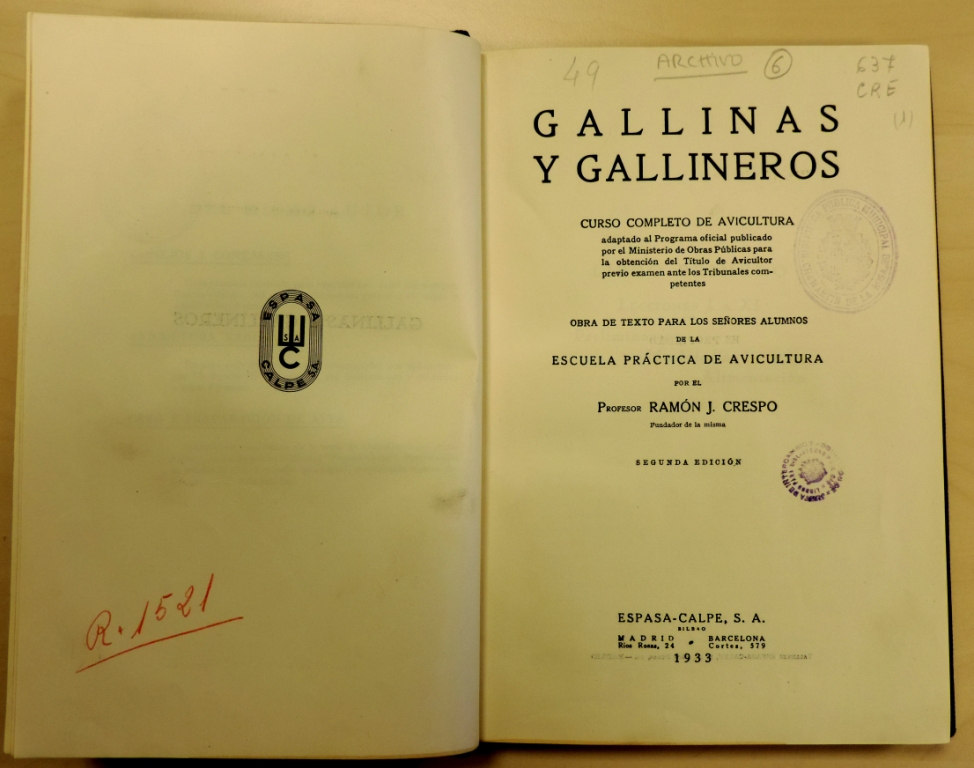 ESPASA
S A
CALPE S.A.
R. 1521
49
ARCHIVO
6
637
CRE
(1)
GALLINAS
Y GALLINEROS
CURSO COMPLETO DE AVICULTURA
adaptado al Programa oficial publicado
por el Ministerio de Obras Públicas para
la obtención del Título de Avicultor
previo examen ante los Tribunales com-
petentes
OBRA DE TEXTO PARA LOS SEÑORES ALUMNOS
DE LA
ESCUELA PRÁCTICA DE AVICULTURA
POR EL
PROFESOR RAMÓN J. CRESPO
Fundador de la misma
SEGUNDA EDICIÓN
ESPASA-CALPE, S. A.
BILBAO
MADRID BARCELONA
Ríos Rosas, 24 Cortes, 579
1933